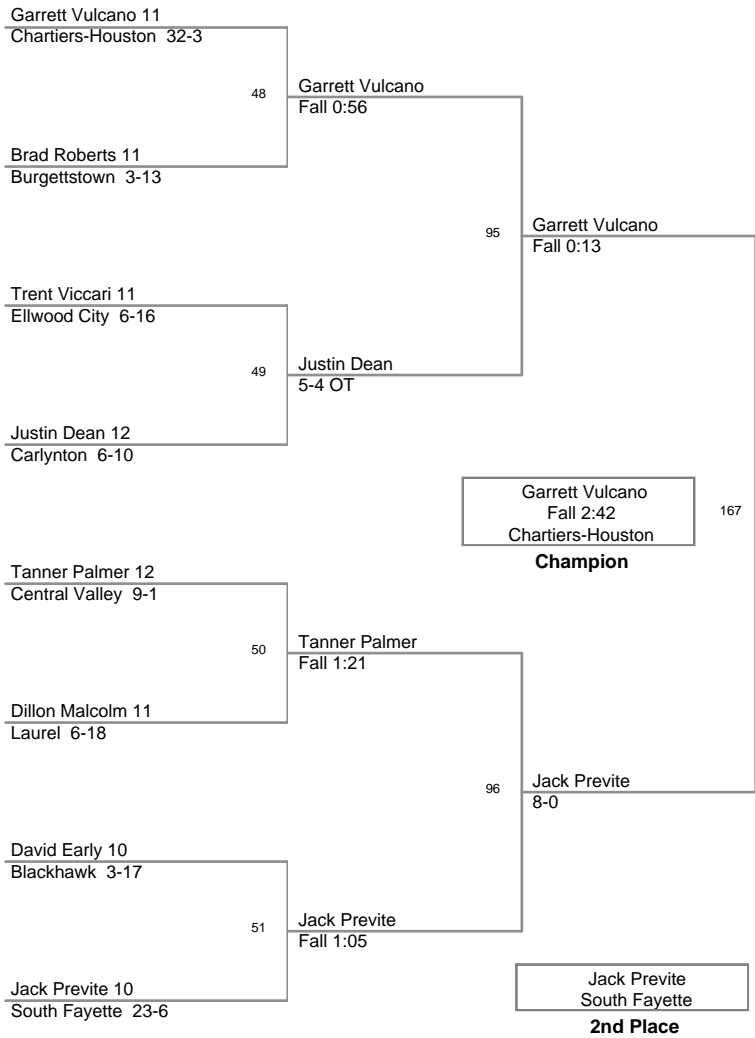 Garrett Vulcano 11
Chartiers-Houston 32-3
48
Garrett Vulcano
Fall 0:56
Brad Roberts 11
Burgettstown 3-13
95
Garrett Vulcano
Fall 0:13
Trent Viccari 11
Ellwood City 6-16
49
Justin Dean
5-4 OT
Justin Dean 12
Carlynton 6-10
Garrett Vulcano
Fall 2:42
Chartiers-Houston
167
Champion
Tanner Palmer 12
Central Valley 9-1
50
Tanner Palmer
Fall 1:21
Dillon Malcolm 11
Laurel 6-18
96
Jack Previte
8-0
David Early 10
Blackhawk 3-17
51
Jack Previte
Fall 1:05
Jack Previte 10
South Fayette 23-6
Jack Previte
South Fayette
2nd Place